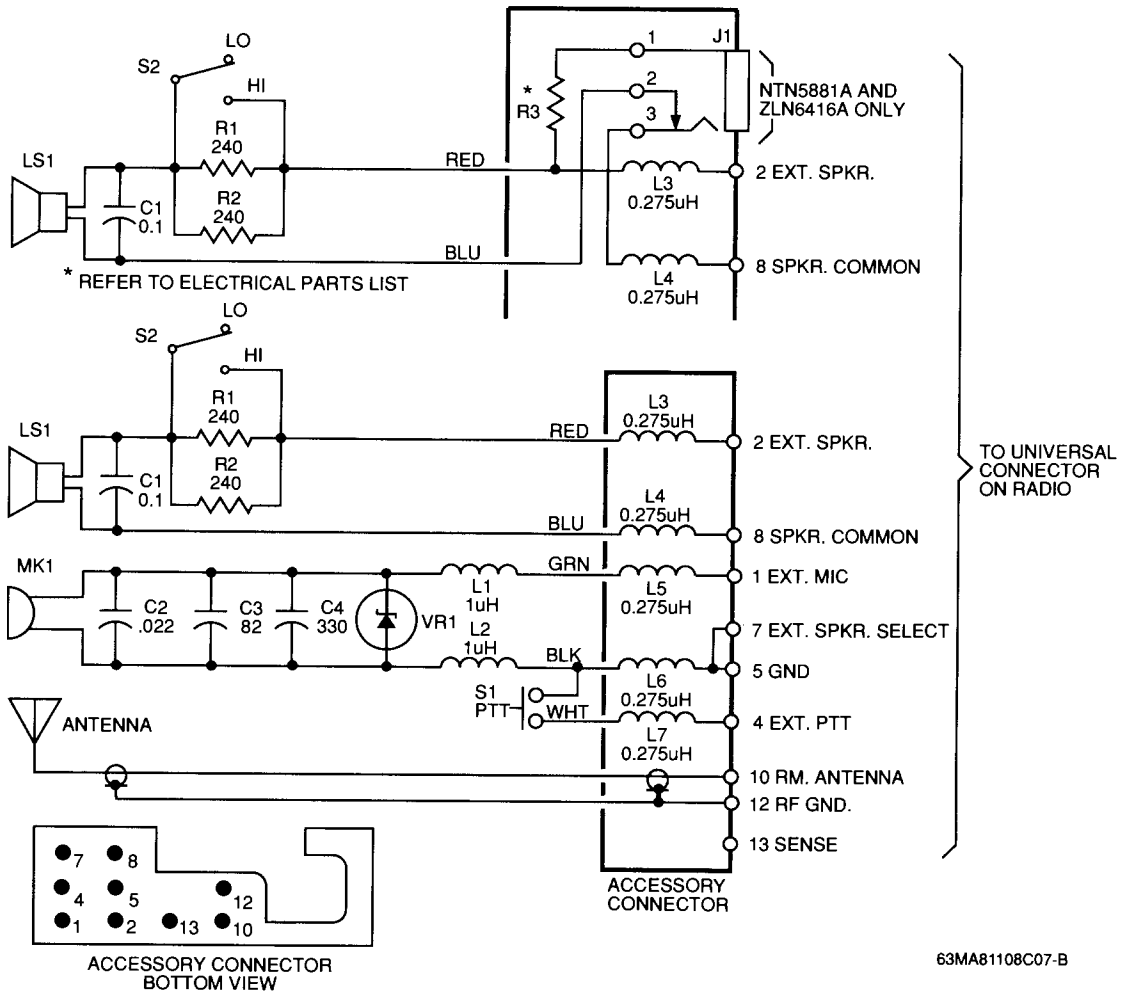 LO
S2
HI
R1
240
R2
240
LS1
C1
0.1
RED
BLU
* REFER TO ELECTRICAL PARTS LIST
1
2
3
J1
*
R3
NTN5881A AND
ZLN6416A ONLY
L3
0.275uH
2 EXT. SPKR.
L4
0.275uH
8 SPKR. COMMON
LO
S2
HI
R1
240
R2
240
LS1
C1
0.1
RED
BLU
L3
0.275uH
2 EXT. SPKR.
L4
0.275uH
8 SPKR. COMMON
TO UNIVERSAL
CONNECTOR
ON RADIO
MK1
C2
.022
C3
82
C4
330
VR1
L1
1uH
L2
1uH
GRN
L5
0.275uH
1 EXT. MIC
7 EXT. SPKR. SELECT
BLK
L6
0.275uH
5 GND
S1
PTT
WHT
L7
0.275uH
4 EXT. PTT
ANTENNA
10 RM. ANTENNA
12 RF GND.
13 SENSE
ACCESSORY
CONNECTOR
7 8
4 5 12
1 2 13 10
ACCESSORY CONNECTOR
BOTTOM VIEW
63MA81108C07-B